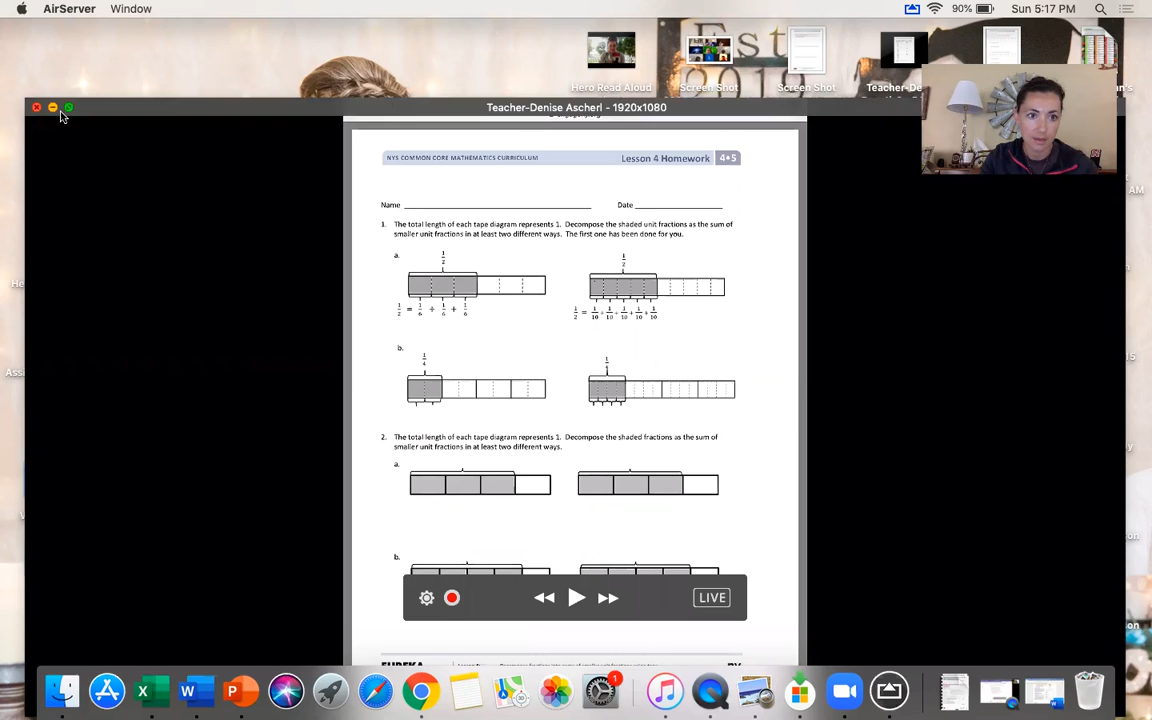 AirServer Window 90% Sun 5:17 PM
Est
Hero Read Aloud Screen Shot Screen Shot Teacher-De
AM
Teacher-Denise Ascherl - 1920x1080
NYS COMMON CORE MATHEMATICS CURRICULUM Lesson 4 Homework 4•5
Name Date
1. The total length of each tape diagram represents 1. Decompose the shaded unit fractions as the sum of
smaller unit fractions in at least two different ways. The first one has been done for you.
a. 1/2 1/2
1/2 = 1/6 + 1/6 + 1/6 1/2 = 1/10 + 1/10 + 1/10 + 1/10 + 1/10
b. 1/4 1/4
2. The total length of each tape diagram represents 1. Decompose the shaded fractions as the sum of
smaller unit fractions in at least two different ways.
a.
b.
LIVE
EUREKA
1